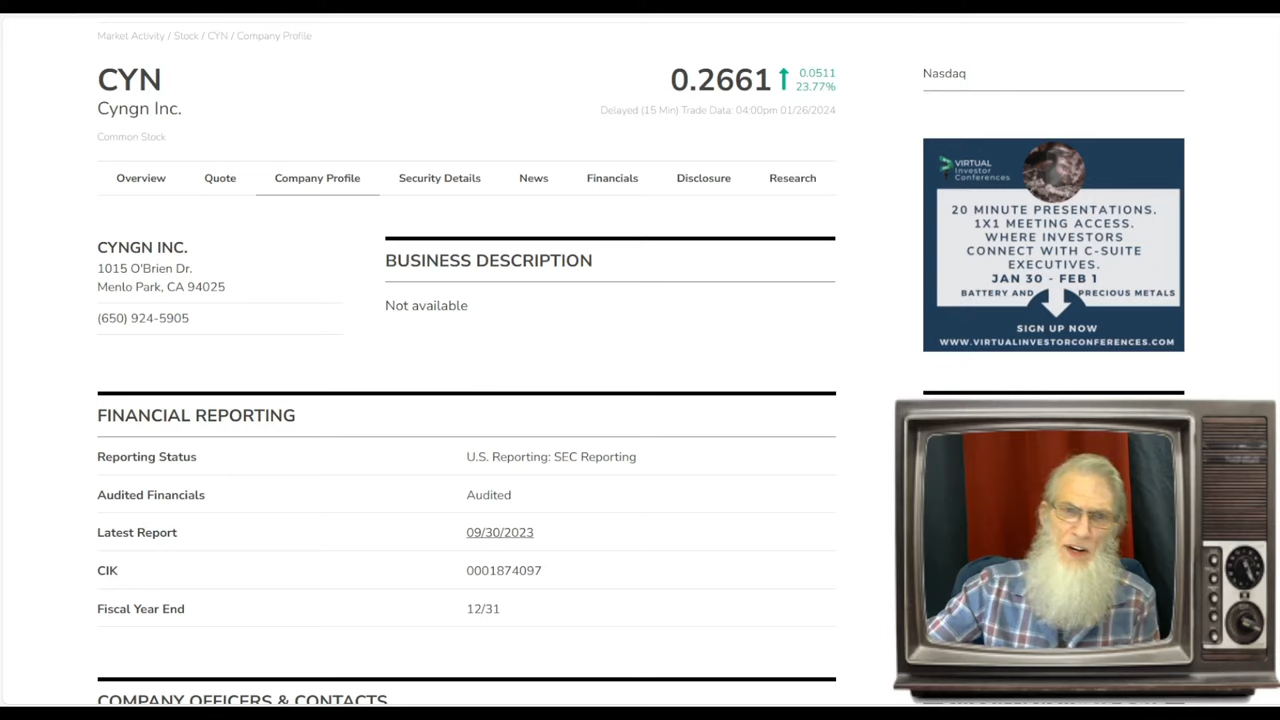 Market Activity / Stock / CYN / Company Profile
CYN
0.2661
0.0511
23.77%
Cyngn Inc.
Delayed (15 Min) Trade Data: 04:00pm 01/26/2024
Common Stock
Overview Quote Company Profile Security Details News Financials Disclosure Research
CYNGN INC.
1015 O'Brien Dr.
Menlo Park, CA 94025
(650) 924-5905
BUSINESS DESCRIPTION
Not available
FINANCIAL REPORTING
Reporting Status U.S. Reporting: SEC Reporting
Audited Financials Audited
Latest Report 09/30/2023
CIK 0001874097
Fiscal Year End 12/31
COMPANY OFFICERS & CONTACTS
Nasdaq
VIRTUAL
Investor
Conferences
20 MINUTE PRESENTATIONS.
1X1 MEETING ACCESS.
WHERE INVESTORS
CONNECT WITH C-SUITE
EXECUTIVES.
JAN 30 - FEB 1
BATTERY AND PRECIOUS METALS
SIGN UP NOW
WWW.VIRTUALINVESTORCONFERENCES.COM